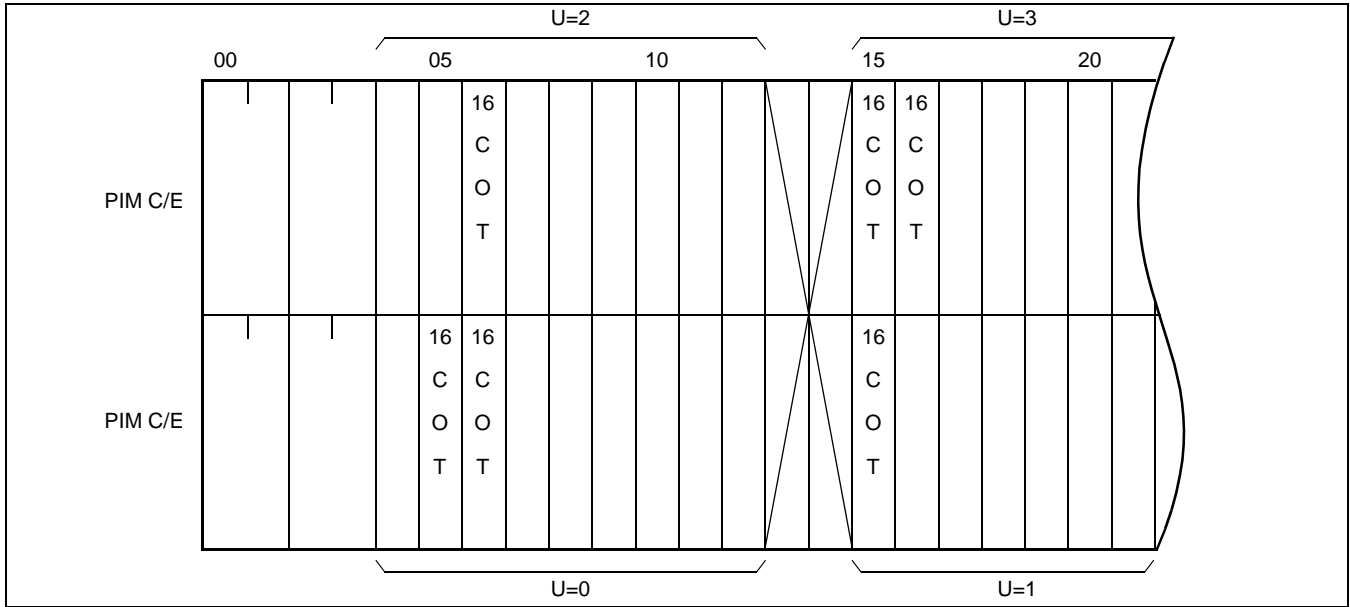 U=2 U=3
00 05 10 15 20
PIM C/E
16 16 16
C C C
O O O
T T T
PIM C/E
16 16 16
C C C
O O O
T T T
U=0 U=1